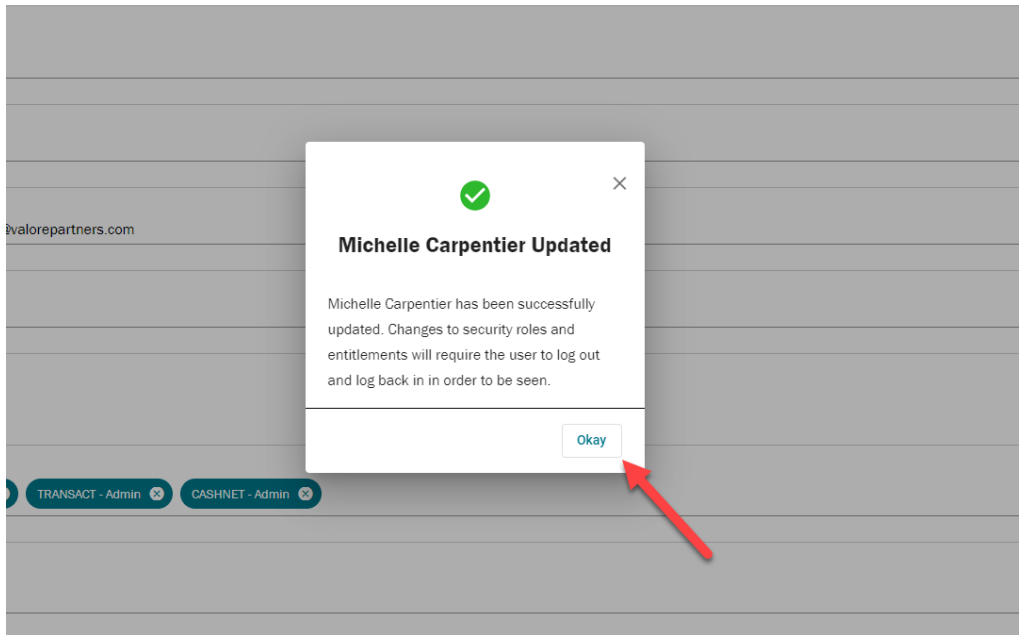 @valorepartners.com
Michelle Carpentier Updated
Michelle Carpentier has been successfully
updated. Changes to security roles and
entitlements will require the user to log out
and log back in in order to be seen.
Okay
TRANSACT - Admin
CASHNET - Admin